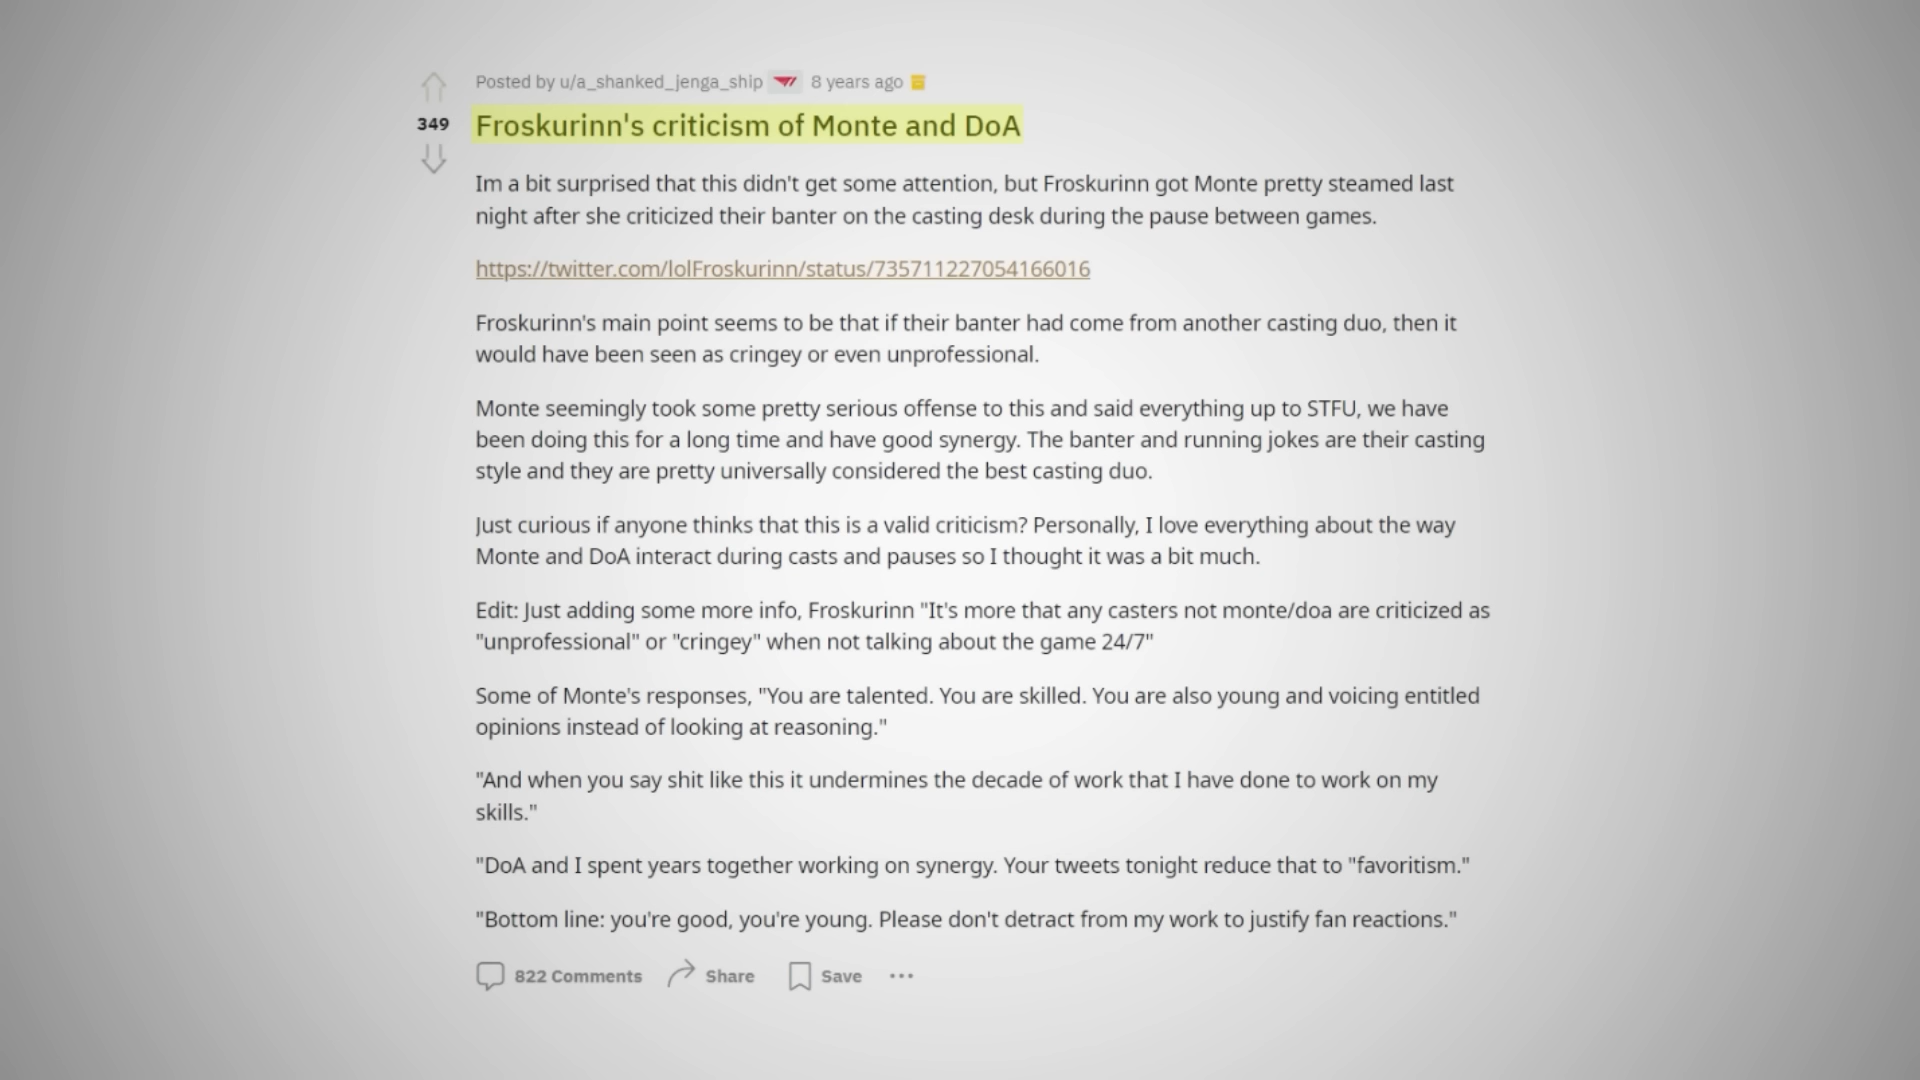 Posted by u/a_shanked_jenga_ship 8 years ago
349
Froskurinn's criticism of Monte and DoA
Im a bit surprised that this didn't get some attention, but Froskurinn got Monte pretty steamed last
night after she criticized their banter on the casting desk during the pause between games.
https://twitter.com/lolFroskurinn/status/735711227054166016
Froskurinn's main point seems to be that if their banter had come from another casting duo, then it
would have been seen as cringey or even unprofessional.
Monte seemingly took some pretty serious offense to this and said everything up to STFU, we have
been doing this for a long time and have good synergy. The banter and running jokes are their casting
style and they are pretty universally considered the best casting duo.
Just curious if anyone thinks that this is a valid criticism? Personally, I love everything about the way
Monte and DoA interact during casts and pauses so I thought it was a bit much.
Edit: Just adding some more info, Froskurinn "It's more that any casters not monte/doa are criticized as
"unprofessional" or "cringey" when not talking about the game 24/7"
Some of Monte's responses, "You are talented. You are skilled. You are also young and voicing entitled
opinions instead of looking at reasoning."
"And when you say shit like this it undermines the decade of work that I have done to work on my
skills."
"DoA and I spent years together working on synergy. Your tweets tonight reduce that to "favoritism."
"Bottom line: you're good, you're young. Please don't detract from my work to justify fan reactions."
822 Comments Share Save